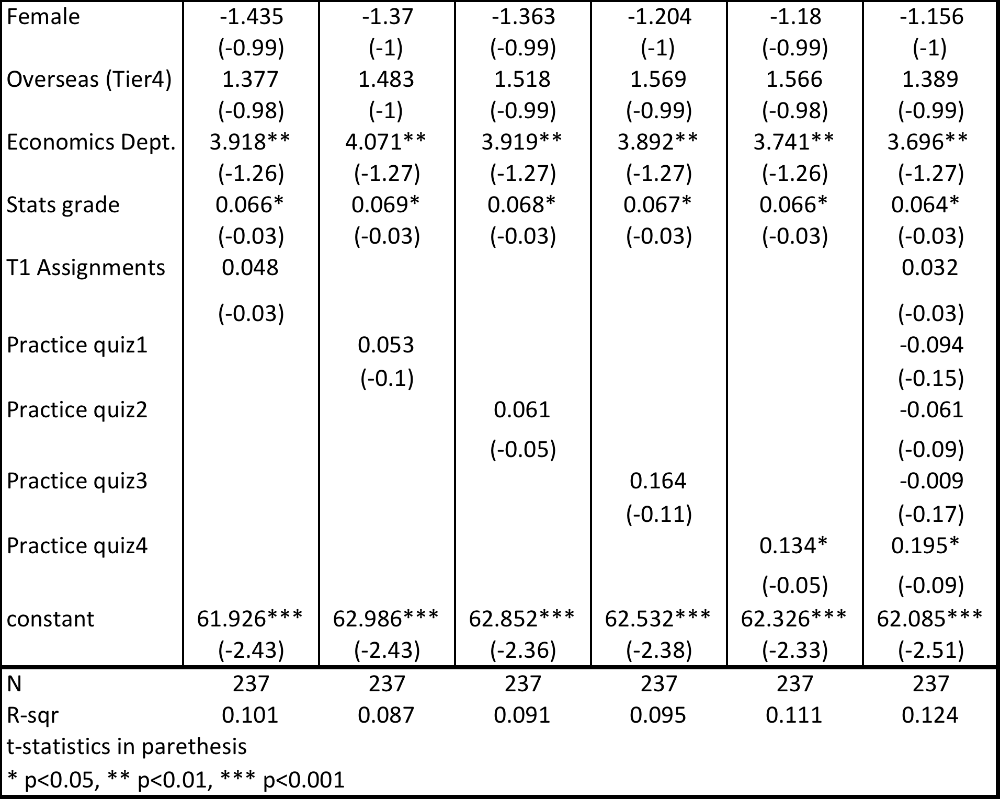 Female -1.435 -1.37 -1.363 -1.204 -1.18 -1.156
(-0.99) (-1) (-0.99) (-1) (-0.99) (-1)
Overseas (Tier4) 1.377 1.483 1.518 1.569 1.566 1.389
(-0.98) (-1) (-0.99) (-0.99) (-0.98) (-0.99)
Economics Dept. 3.918** 4.071** 3.919** 3.892** 3.741** 3.696**
(-1.26) (-1.27) (-1.27) (-1.27) (-1.26) (-1.27)
Stats grade 0.066* 0.069* 0.068* 0.067* 0.066* 0.064*
(-0.03) (-0.03) (-0.03) (-0.03) (-0.03) (-0.03)
T1 Assignments 0.048 0.032
(-0.03) (-0.03)
Practice quiz1 0.053 -0.094
(-0.1) (-0.15)
Practice quiz2 0.061 -0.061
(-0.05) (-0.09)
Practice quiz3 0.164 -0.009
(-0.11) (-0.17)
Practice quiz4 0.134* 0.195*
(-0.05) (-0.09)
constant 61.926*** 62.986*** 62.852*** 62.532*** 62.326*** 62.085***
(-2.43) (-2.43) (-2.36) (-2.38) (-2.33) (-2.51)
N 237 237 237 237 237 237
R-sqr 0.101 0.087 0.091 0.095 0.111 0.124
t-statistics in parethesis
* p<0.05, ** p<0.01, *** p<0.001